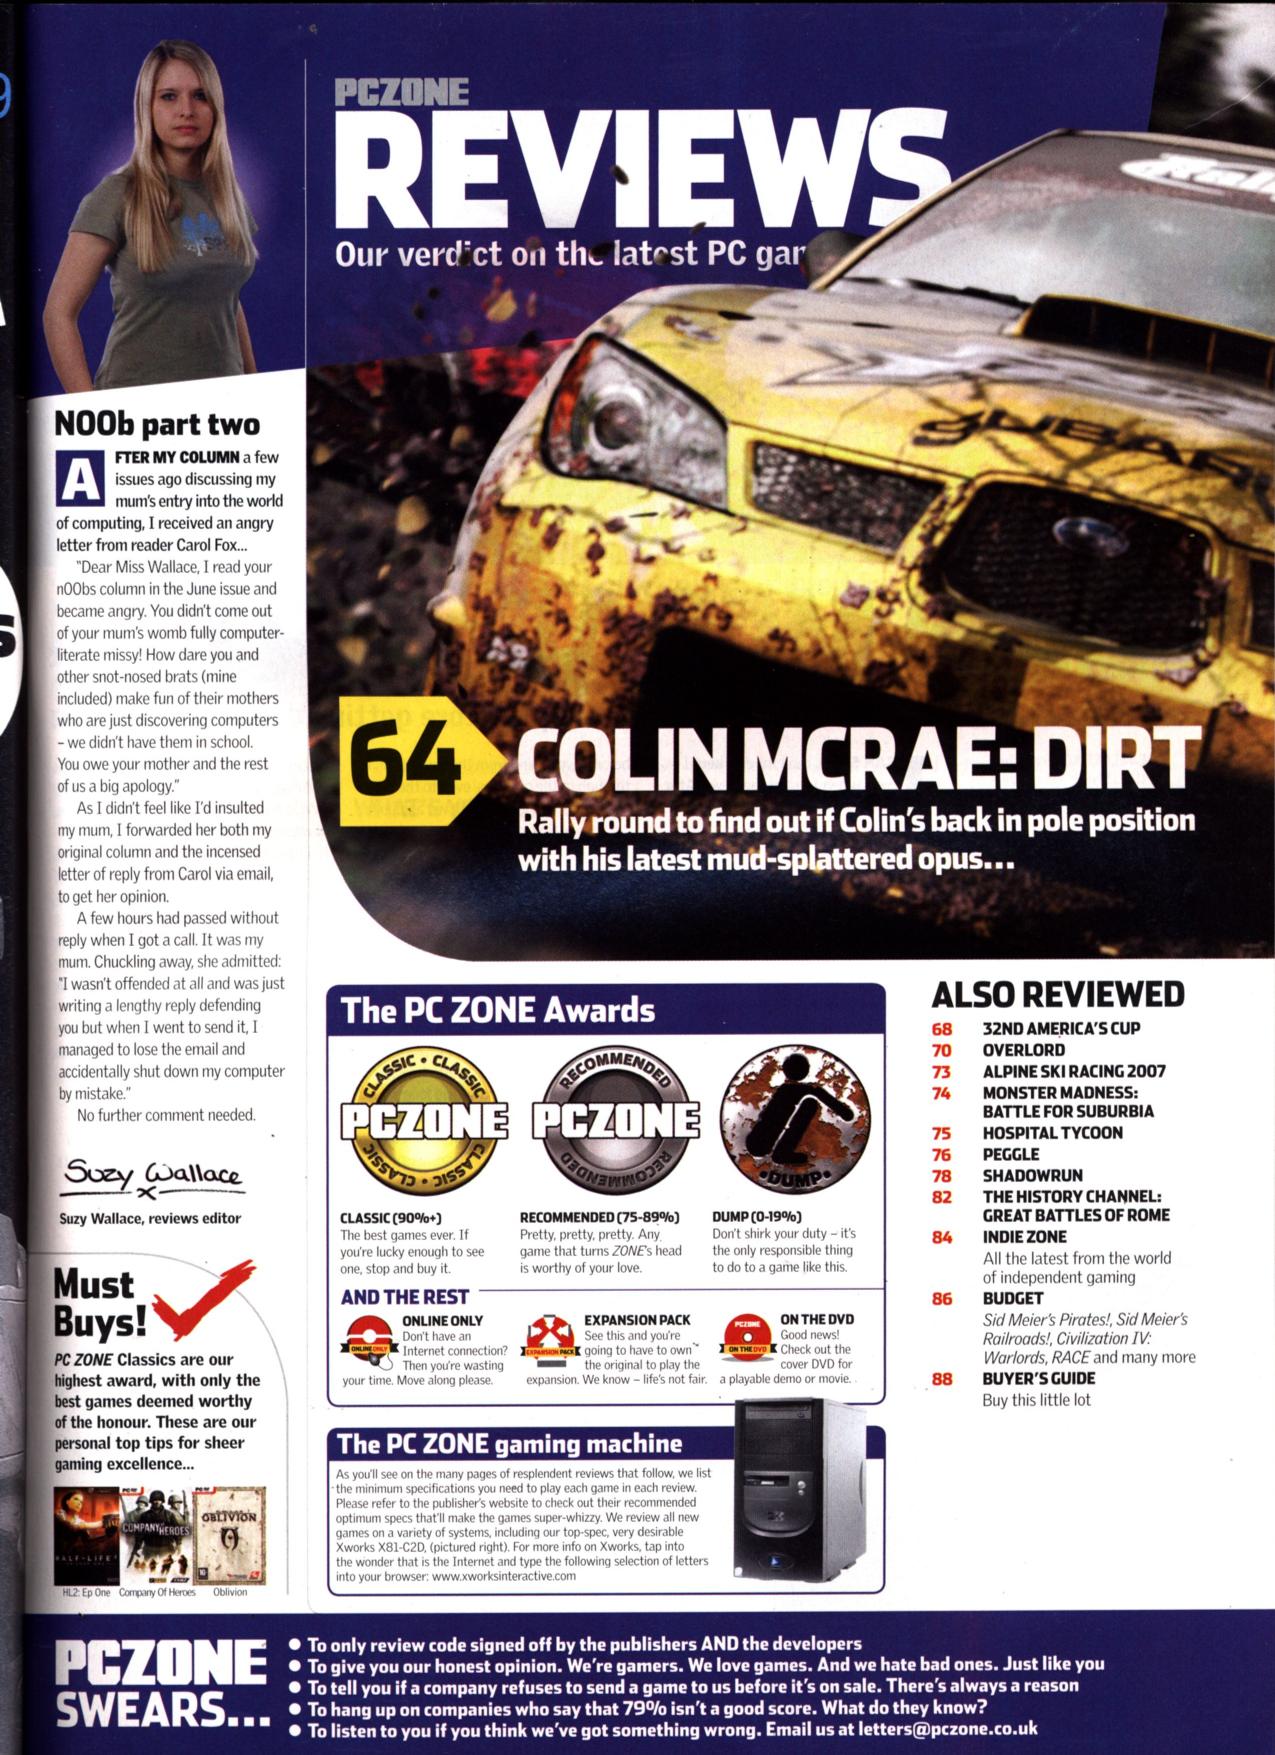 PCZONE
REVIEWS
Our verdict on the latest PC gam
N00b part two
AFTER MY COLUMN a few
issues ago discussing my
mum's entry into the world
of computing, I received an angry
letter from reader Carol Fox...
"Dear Miss Wallace, I read your
n00bs column in the June issue and
became angry. You didn't come out
of your mum's womb fully computer-
literate missy! How dare you and
other snot-nosed brats (mine
included) make fun of their mothers
who are just discovering computers
– we didn't have them in school.
You owe your mother and the rest
of us a big apology."
As I didn't feel like I'd insulted
my mum, I forwarded her both my
original column and the incensed
letter of reply from Carol via email,
to get her opinion.
A few hours had passed without
reply when I got a call. It was my
mum. Chuckling away, she admitted:
"I wasn't offended at all and was just
writing a lengthy reply defending
you but when I went to send it, I
managed to lose the email and
accidentally shut down my computer
by mistake."
No further comment needed.
Suzy Wallace
x
Suzy Wallace, reviews editor
Must
Buys!
PC ZONE Classics are our
highest award, with only the
best games deemed worthy
of the honour. These are our
personal top tips for sheer
gaming excellence...
HALF-LIFE²
COMPANY OF HEROES
OBLIVION
HL2: Ep One Company Of Heroes Oblivion
SUBAR
64
COLIN MCRAE: DIRT
Rally round to find out if Colin's back in pole position
with his latest mud-splattered opus...
The PC ZONE Awards
CLASSIC • CLASSIC
PCZONE
CLASSIC • CLASSIC
RECOMMENDED
PCZONE
RECOMMENDED
•DUMP•
CLASSIC (90%+)
The best games ever. If
you're lucky enough to see
one, stop and buy it.
RECOMMENDED (75-89%)
Pretty, pretty, pretty. Any
game that turns ZONE's head
is worthy of your love.
DUMP (0-19%)
Don't shirk your duty – it's
the only responsible thing
to do to a game like this.
AND THE REST
ONLINE ONLY
ONLINE ONLY
Don't have an
Internet connection?
Then you're wasting
your time. Move along please.
EXPANSION PACK
EXPANSION PACK
See this and you're
going to have to own
the original to play the
expansion. We know – life's not fair.
PCZONE
ON THE DVD
ON THE DVD
Good news!
Check out the
cover DVD for
a playable demo or movie.
The PC ZONE gaming machine
As you'll see on the many pages of resplendent reviews that follow, we list
the minimum specifications you need to play each game in each review.
Please refer to the publisher's website to check out their recommended
optimum specs that'll make the games super-whizzy. We review all new
games on a variety of systems, including our top-spec, very desirable
Xworks X81-C2D, (pictured right). For more info on Xworks, tap into
the wonder that is the Internet and type the following selection of letters
into your browser: www.xworksinteractive.com
ALSO REVIEWED
68 32ND AMERICA'S CUP
70 OVERLORD
73 ALPINE SKI RACING 2007
74 MONSTER MADNESS:
BATTLE FOR SUBURBIA
75 HOSPITAL TYCOON
76 PEGGLE
78 SHADOWRUN
82 THE HISTORY CHANNEL:
GREAT BATTLES OF ROME
84 INDIE ZONE
All the latest from the world
of independent gaming
86 BUDGET
Sid Meier's Pirates!, Sid Meier's
Railroads!, Civilization IV:
Warlords, RACE and many more
88 BUYER'S GUIDE
Buy this little lot
PCZONE
SWEARS...
• To only review code signed off by the publishers AND the developers
• To give you our honest opinion. We're gamers. We love games. And we hate bad ones. Just like you
• To tell you if a company refuses to send a game to us before it's on sale. There's always a reason
• To hang up on companies who say that 79% isn't a good score. What do they know?
• To listen to you if you think we've got something wrong. Email us at letters@pczone.co.uk